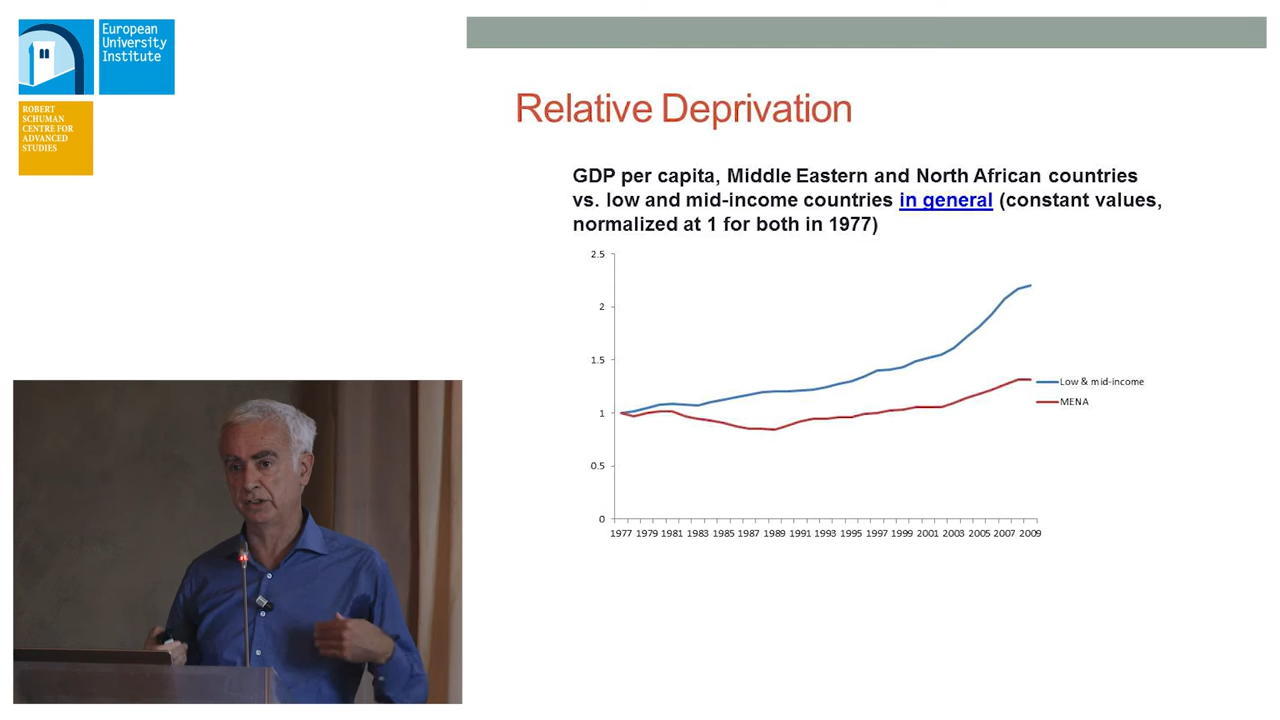 European
University
Institute
ROBERT
SCHUMAN
CENTRE FOR
ADVANCED
STUDIES
Relative Deprivation
GDP per capita, Middle Eastern and North African countries
vs. low and mid-income countries in general (constant values,
normalized at 1 for both in 1977)
2.5
2
1.5
1
0.5
0
Low & mid-income
MENA
1977 1979 1981 1983 1985 1987 1989 1991 1993 1995 1997 1999 2001 2003 2005 2007 2009